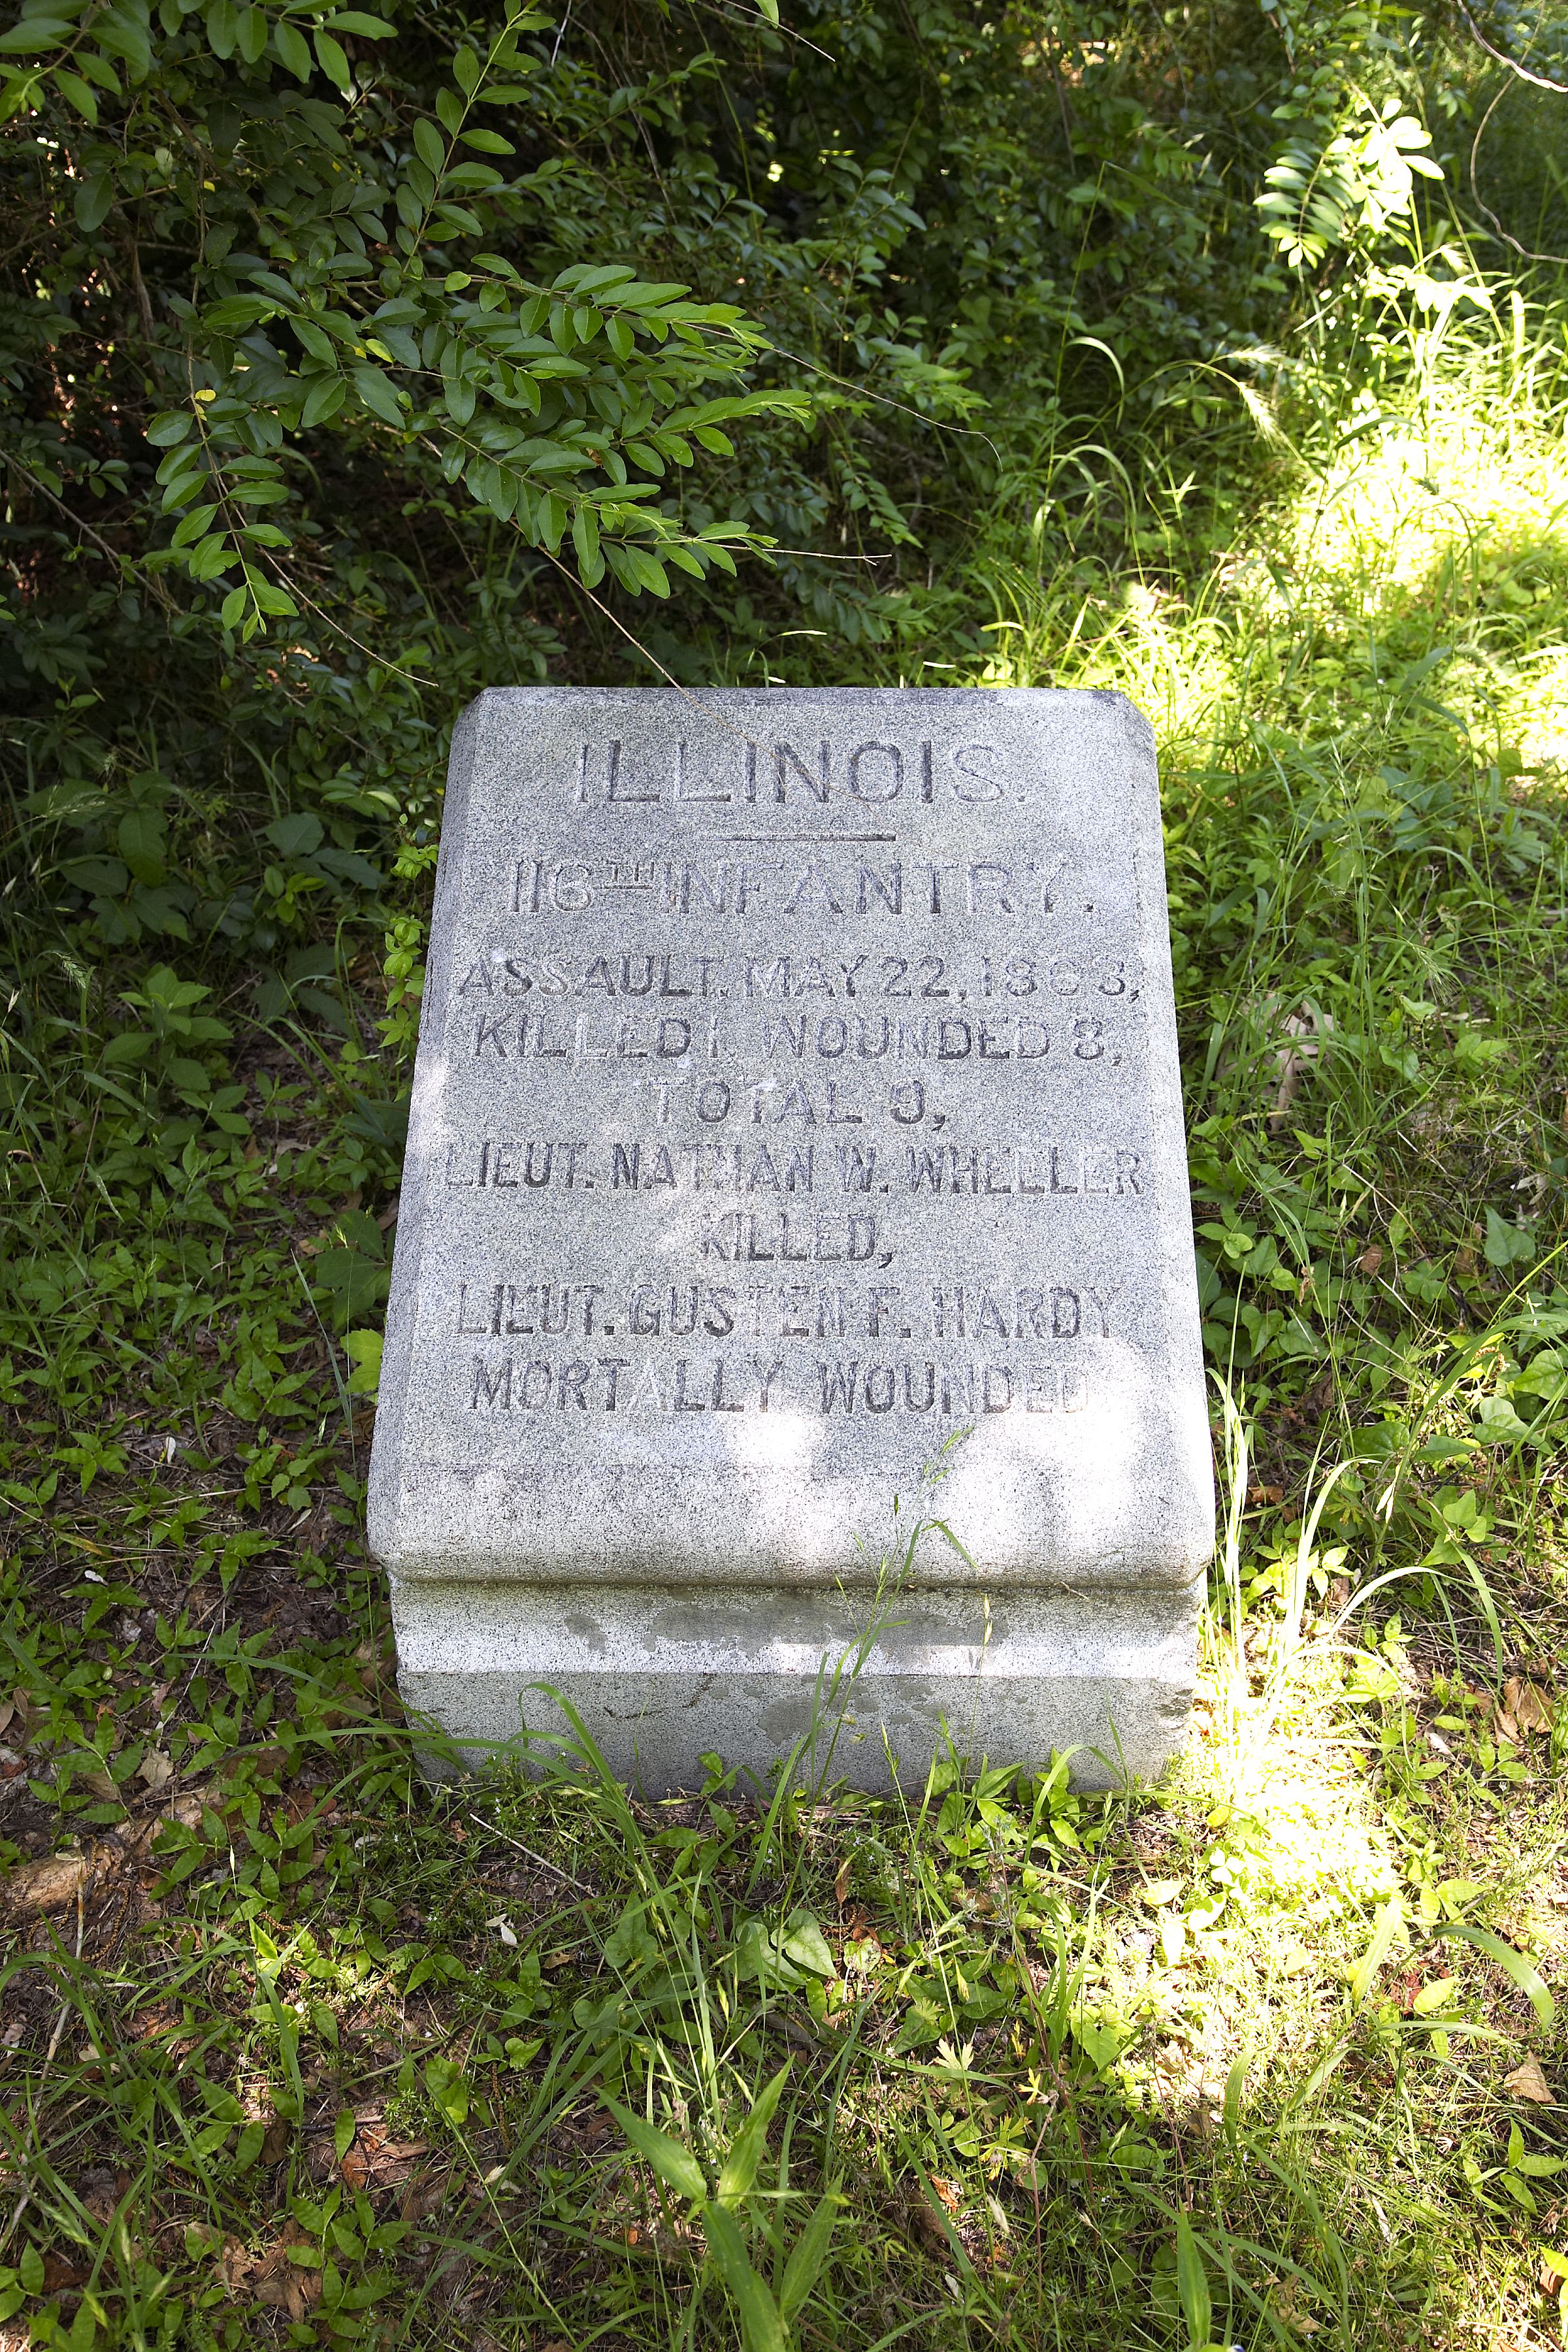 ILLINOIS.
116TH INFANTRY.
ASSAULT, MAY 22, 1863;
KILLED 1, WOUNDED 8,
TOTAL 9,
LIEUT. NATHAN W. WHEELER
KILLED,
LIEUT. GUSTEN F. HARDY
MORTALLY WOUNDED.